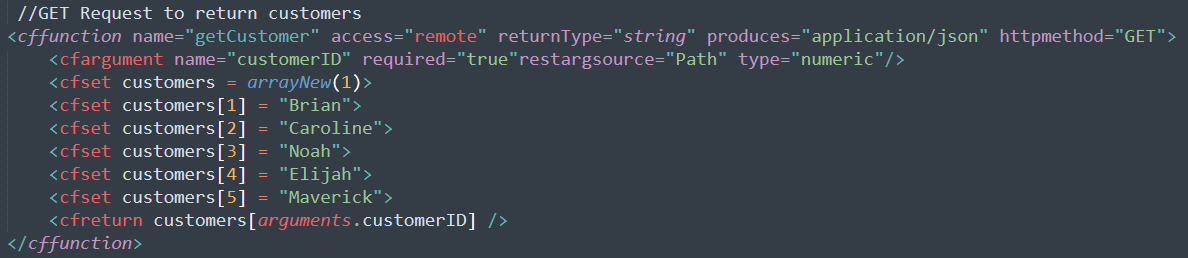 //GET Request to return customers
<cffunction name="getCustomer" access="remote" returnType="string" produces="application/json" httpmethod="GET">
<cfargument name="customerID" required="true"restargsource="Path" type="numeric"/>
<cfset customers = arrayNew(1)>
<cfset customers[1] = "Brian">
<cfset customers[2] = "Caroline">
<cfset customers[3] = "Noah">
<cfset customers[4] = "Elijah">
<cfset customers[5] = "Maverick">
<cfreturn customers[arguments.customerID] />
</cffunction>